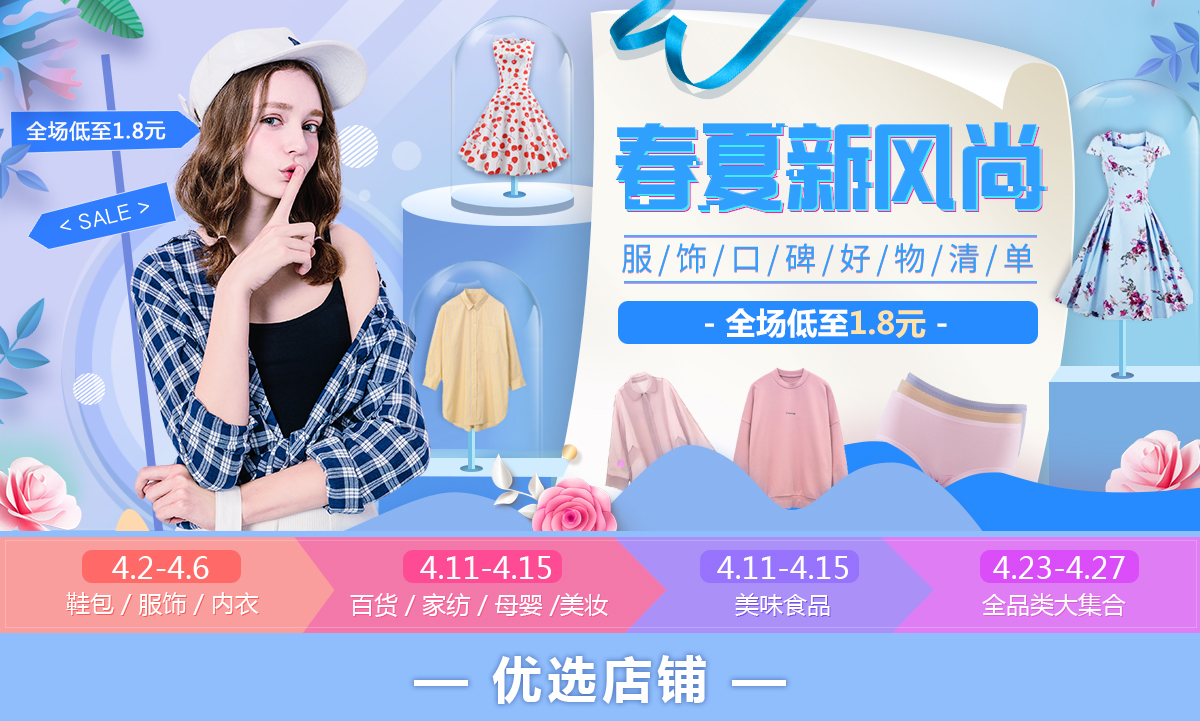 全场低至1.8元
< SALE >
春夏新风尚
服/饰/口/碑/好/物/清/单
- 全场低至1.8元 -
4.2-4.6
鞋包 / 服饰 / 内衣
4.11-4.15
百货 / 家纺 / 母婴 /美妆
4.11-4.15
美味食品
4.23-4.27
全品类大集合
— 优选店铺 —